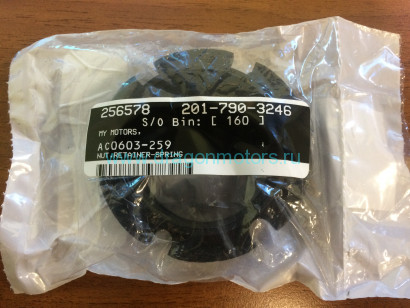 256578 201-790-3246
S/O Bin: [ 160 ]
MY MOTORS,
AC0603-259
NUT,RETAINER-SPRING